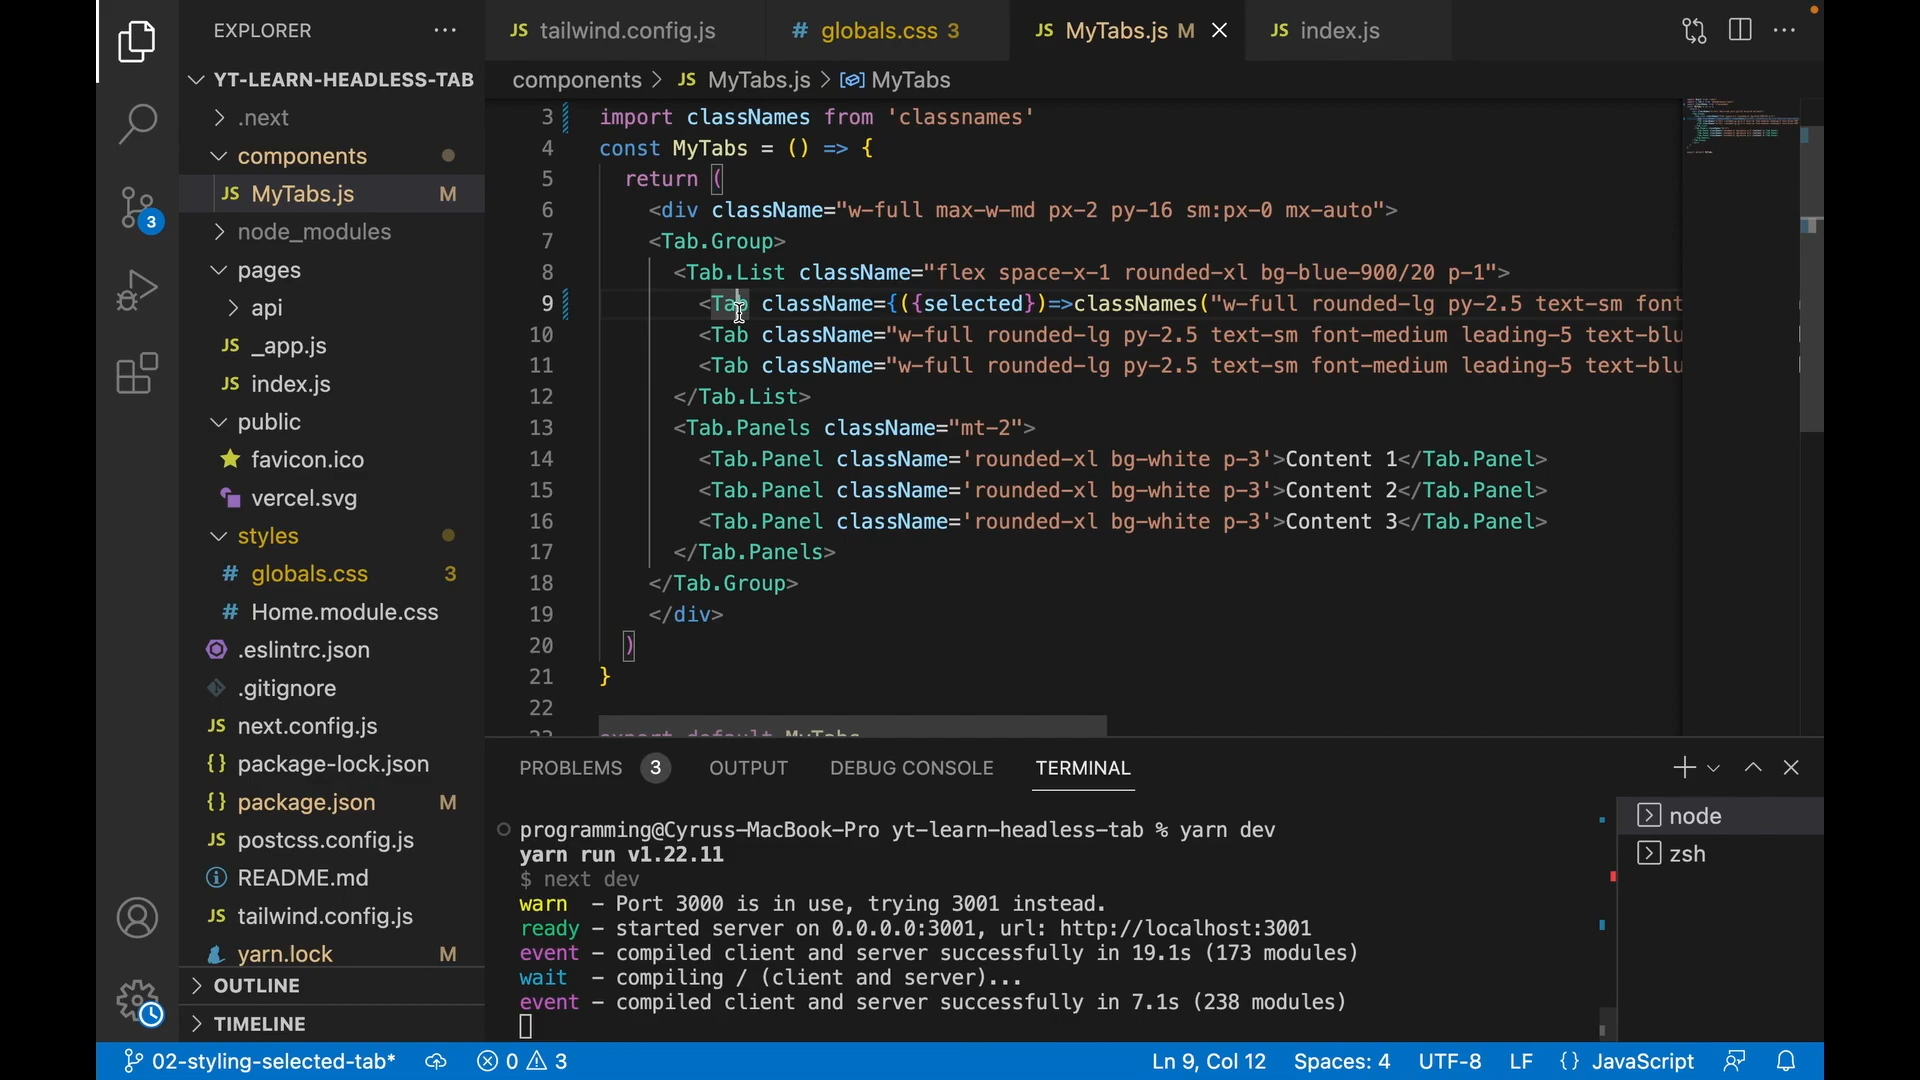 EXPLORER
YT-LEARN-HEADLESS-TAB
.next
components
JS MyTabs.js M
node_modules
pages
api
JS _app.js
JS index.js
public
favicon.ico
vercel.svg
styles
# globals.css 3
# Home.module.css
.eslintrc.json
.gitignore
JS next.config.js
{} package-lock.json
{} package.json M
JS postcss.config.js
README.md
JS tailwind.config.js
yarn.lock M
OUTLINE
TIMELINE
3
JS tailwind.config.js
# globals.css 3
JS MyTabs.js M
JS index.js
components > JS MyTabs.js > MyTabs
3 import classNames from 'classnames'
4 const MyTabs = () => {
5 return (
6 <div className="w-full max-w-md px-2 py-16 sm:px-0 mx-auto">
7 <Tab.Group>
8 <Tab.List className="flex space-x-1 rounded-xl bg-blue-900/20 p-1">
9 <Tab className={({selected})=>classNames("w-full rounded-lg py-2.5 text-sm font
10 <Tab className="w-full rounded-lg py-2.5 text-sm font-medium leading-5 text-blu
11 <Tab className="w-full rounded-lg py-2.5 text-sm font-medium leading-5 text-blu
12 </Tab.List>
13 <Tab.Panels className="mt-2">
14 <Tab.Panel className='rounded-xl bg-white p-3'>Content 1</Tab.Panel>
15 <Tab.Panel className='rounded-xl bg-white p-3'>Content 2</Tab.Panel>
16 <Tab.Panel className='rounded-xl bg-white p-3'>Content 3</Tab.Panel>
17 </Tab.Panels>
18 </Tab.Group>
19 </div>
20 )
21 }
22
23 export default MyTabs
PROBLEMS 3 OUTPUT DEBUG CONSOLE TERMINAL
programming@Cyruss-MacBook-Pro yt-learn-headless-tab % yarn dev
yarn run v1.22.11
$ next dev
warn - Port 3000 is in use, trying 3001 instead.
ready - started server on 0.0.0.0:3001, url: http://localhost:3001
event - compiled client and server successfully in 19.1s (173 modules)
wait - compiling / (client and server)...
event - compiled client and server successfully in 7.1s (238 modules)
node
zsh
02-styling-selected-tab* 0 3 Ln 9, Col 12 Spaces: 4 UTF-8 LF {} JavaScript